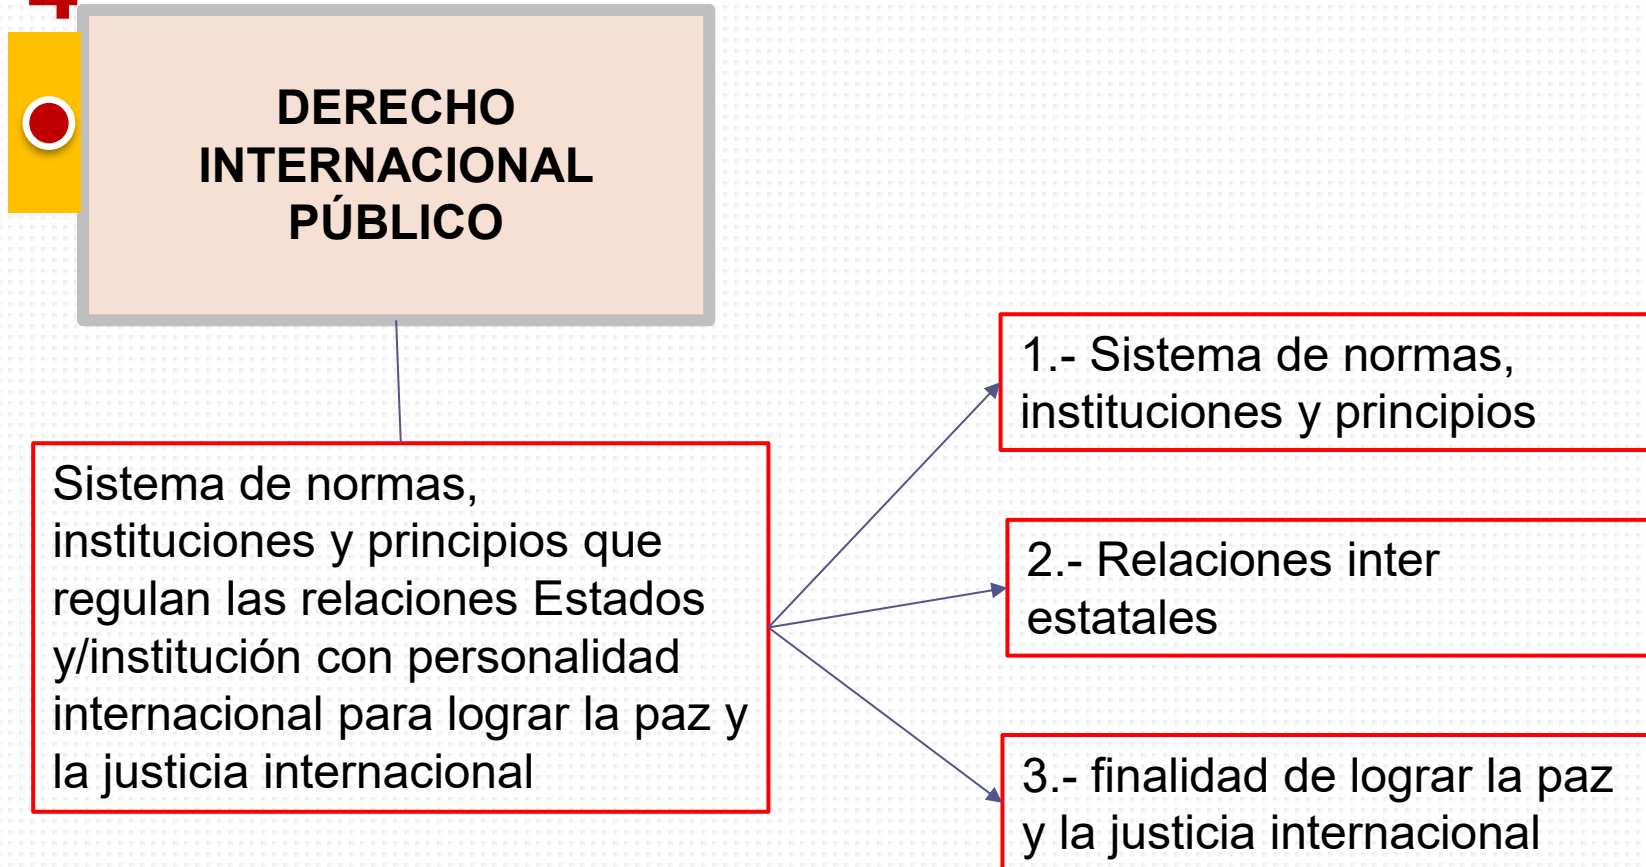 DERECHO
INTERNACIONAL
PÚBLICO
Sistema de normas,
instituciones y principios que
regulan las relaciones Estados
y/institución con personalidad
internacional para lograr la paz y
la justicia internacional
1.- Sistema de normas,
instituciones y principios
2.- Relaciones inter
estatales
3.- finalidad de lograr la paz
y la justicia internacional